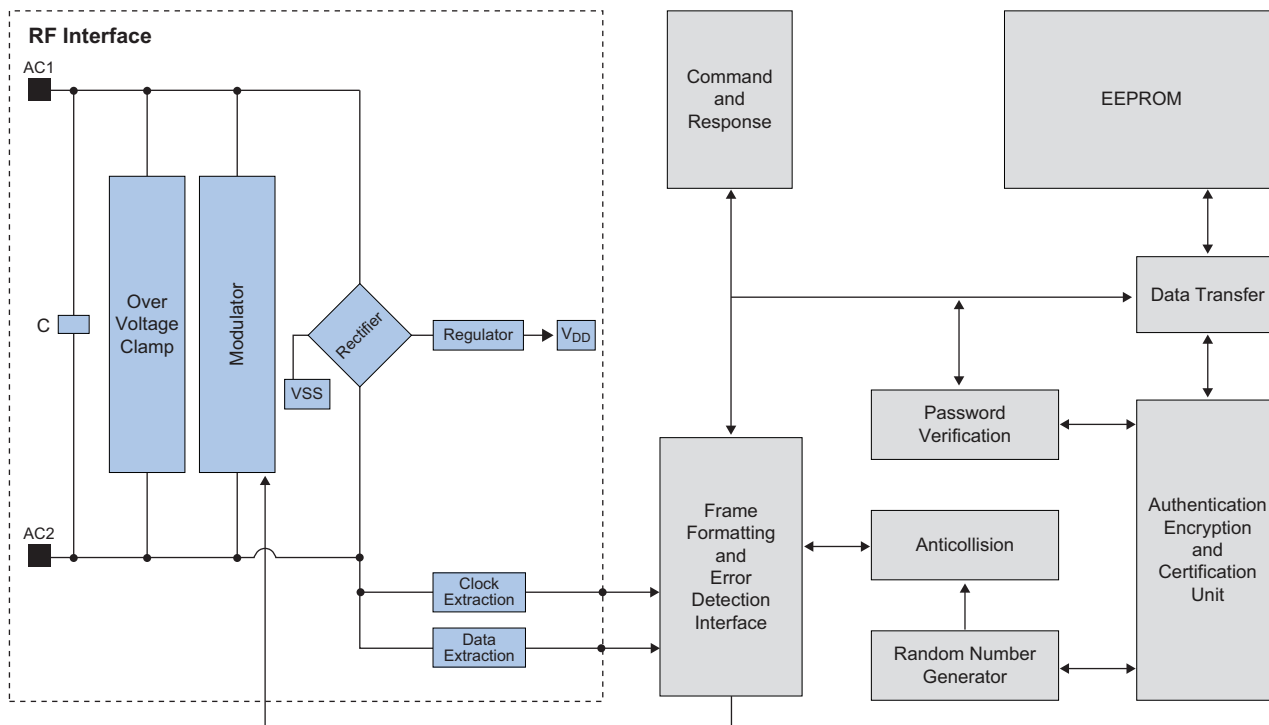 RF Interface
AC1
C
Over
Voltage
Clamp
Modulator
Rectifier
VSS
Regulator
VDD
AC2
Clock
Extraction
Data
Extraction
Command
and
Response
EEPROM
Data Transfer
Password
Verification
Frame
Formatting
and
Error
Detection
Interface
Anticollision
Random Number
Generator
Authentication
Encryption
and
Certification
Unit